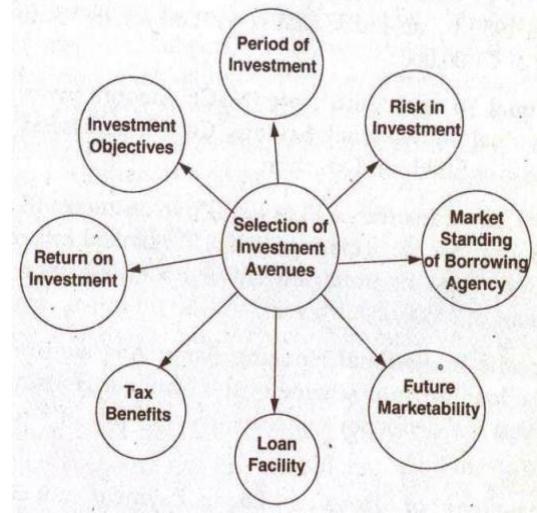 Period of
Investment
Investment
Objectives
Risk in
Investment
Selection of
Investment
Avenues
Return on
Investment
Market
Standing
of Borrowing
Agency
Tax
Benefits
Loan
Facility
Future
Marketability